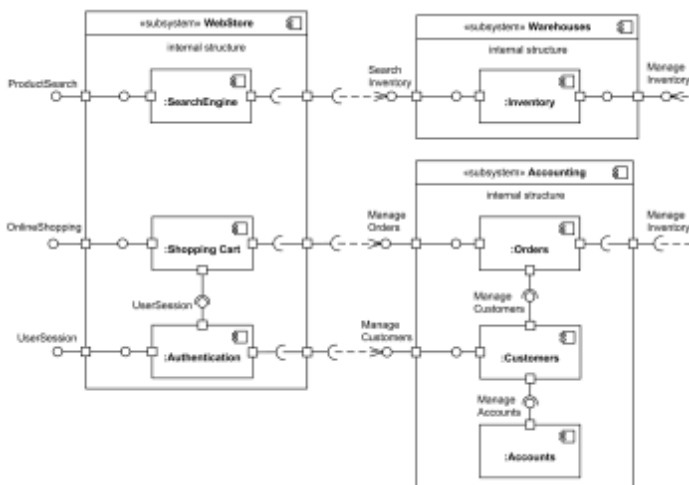 «subsystem» WebStore
internal structure
ProductSearch
:SearchEngine
Search
Inventory
«subsystem» Warehouses
internal structure
:Inventory
Manage
Inventory
«subsystem» Accounting
internal structure
OnlineShopping
:Shopping Cart
Manage
Orders
:Orders
Manage
Inventory
UserSession
Manage
Customers
UserSession
:Authentication
Manage
Customers
:Customers
Manage
Accounts
:Accounts